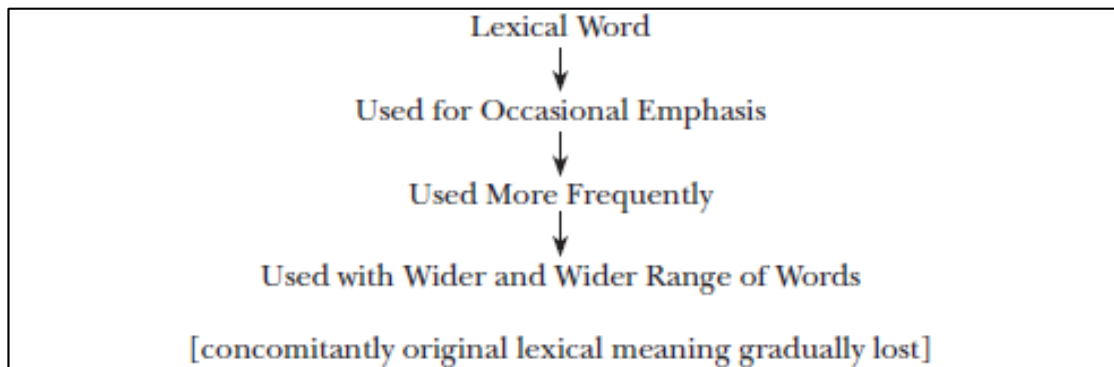 Lexical Word
Used for Occasional Emphasis
Used More Frequently
Used with Wider and Wider Range of Words
[concomitantly original lexical meaning gradually lost]